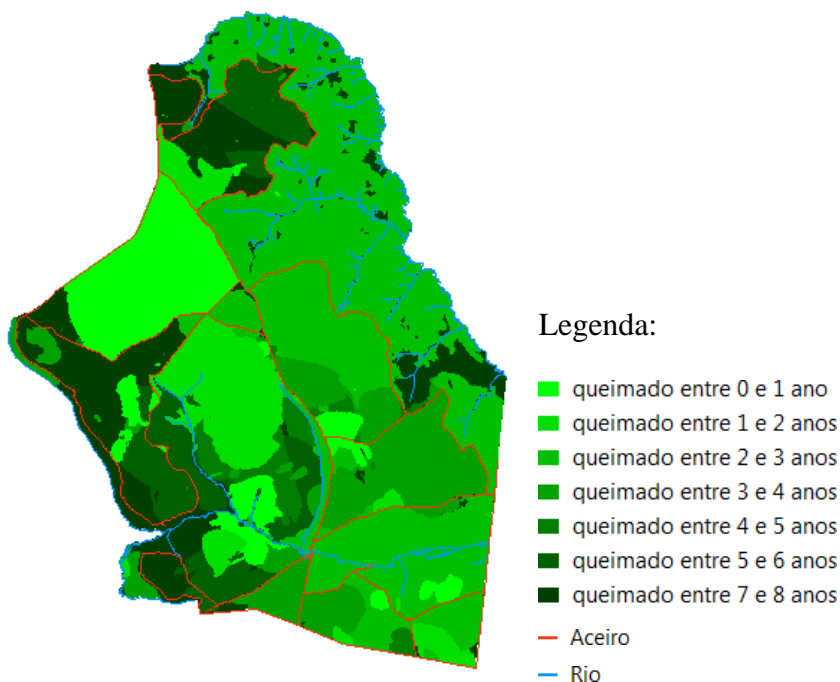 Legenda:
queimado entre 0 e 1 ano
queimado entre 1 e 2 anos
queimado entre 2 e 3 anos
queimado entre 3 e 4 anos
queimado entre 4 e 5 anos
queimado entre 5 e 6 anos
queimado entre 7 e 8 anos
Aceiro
Rio